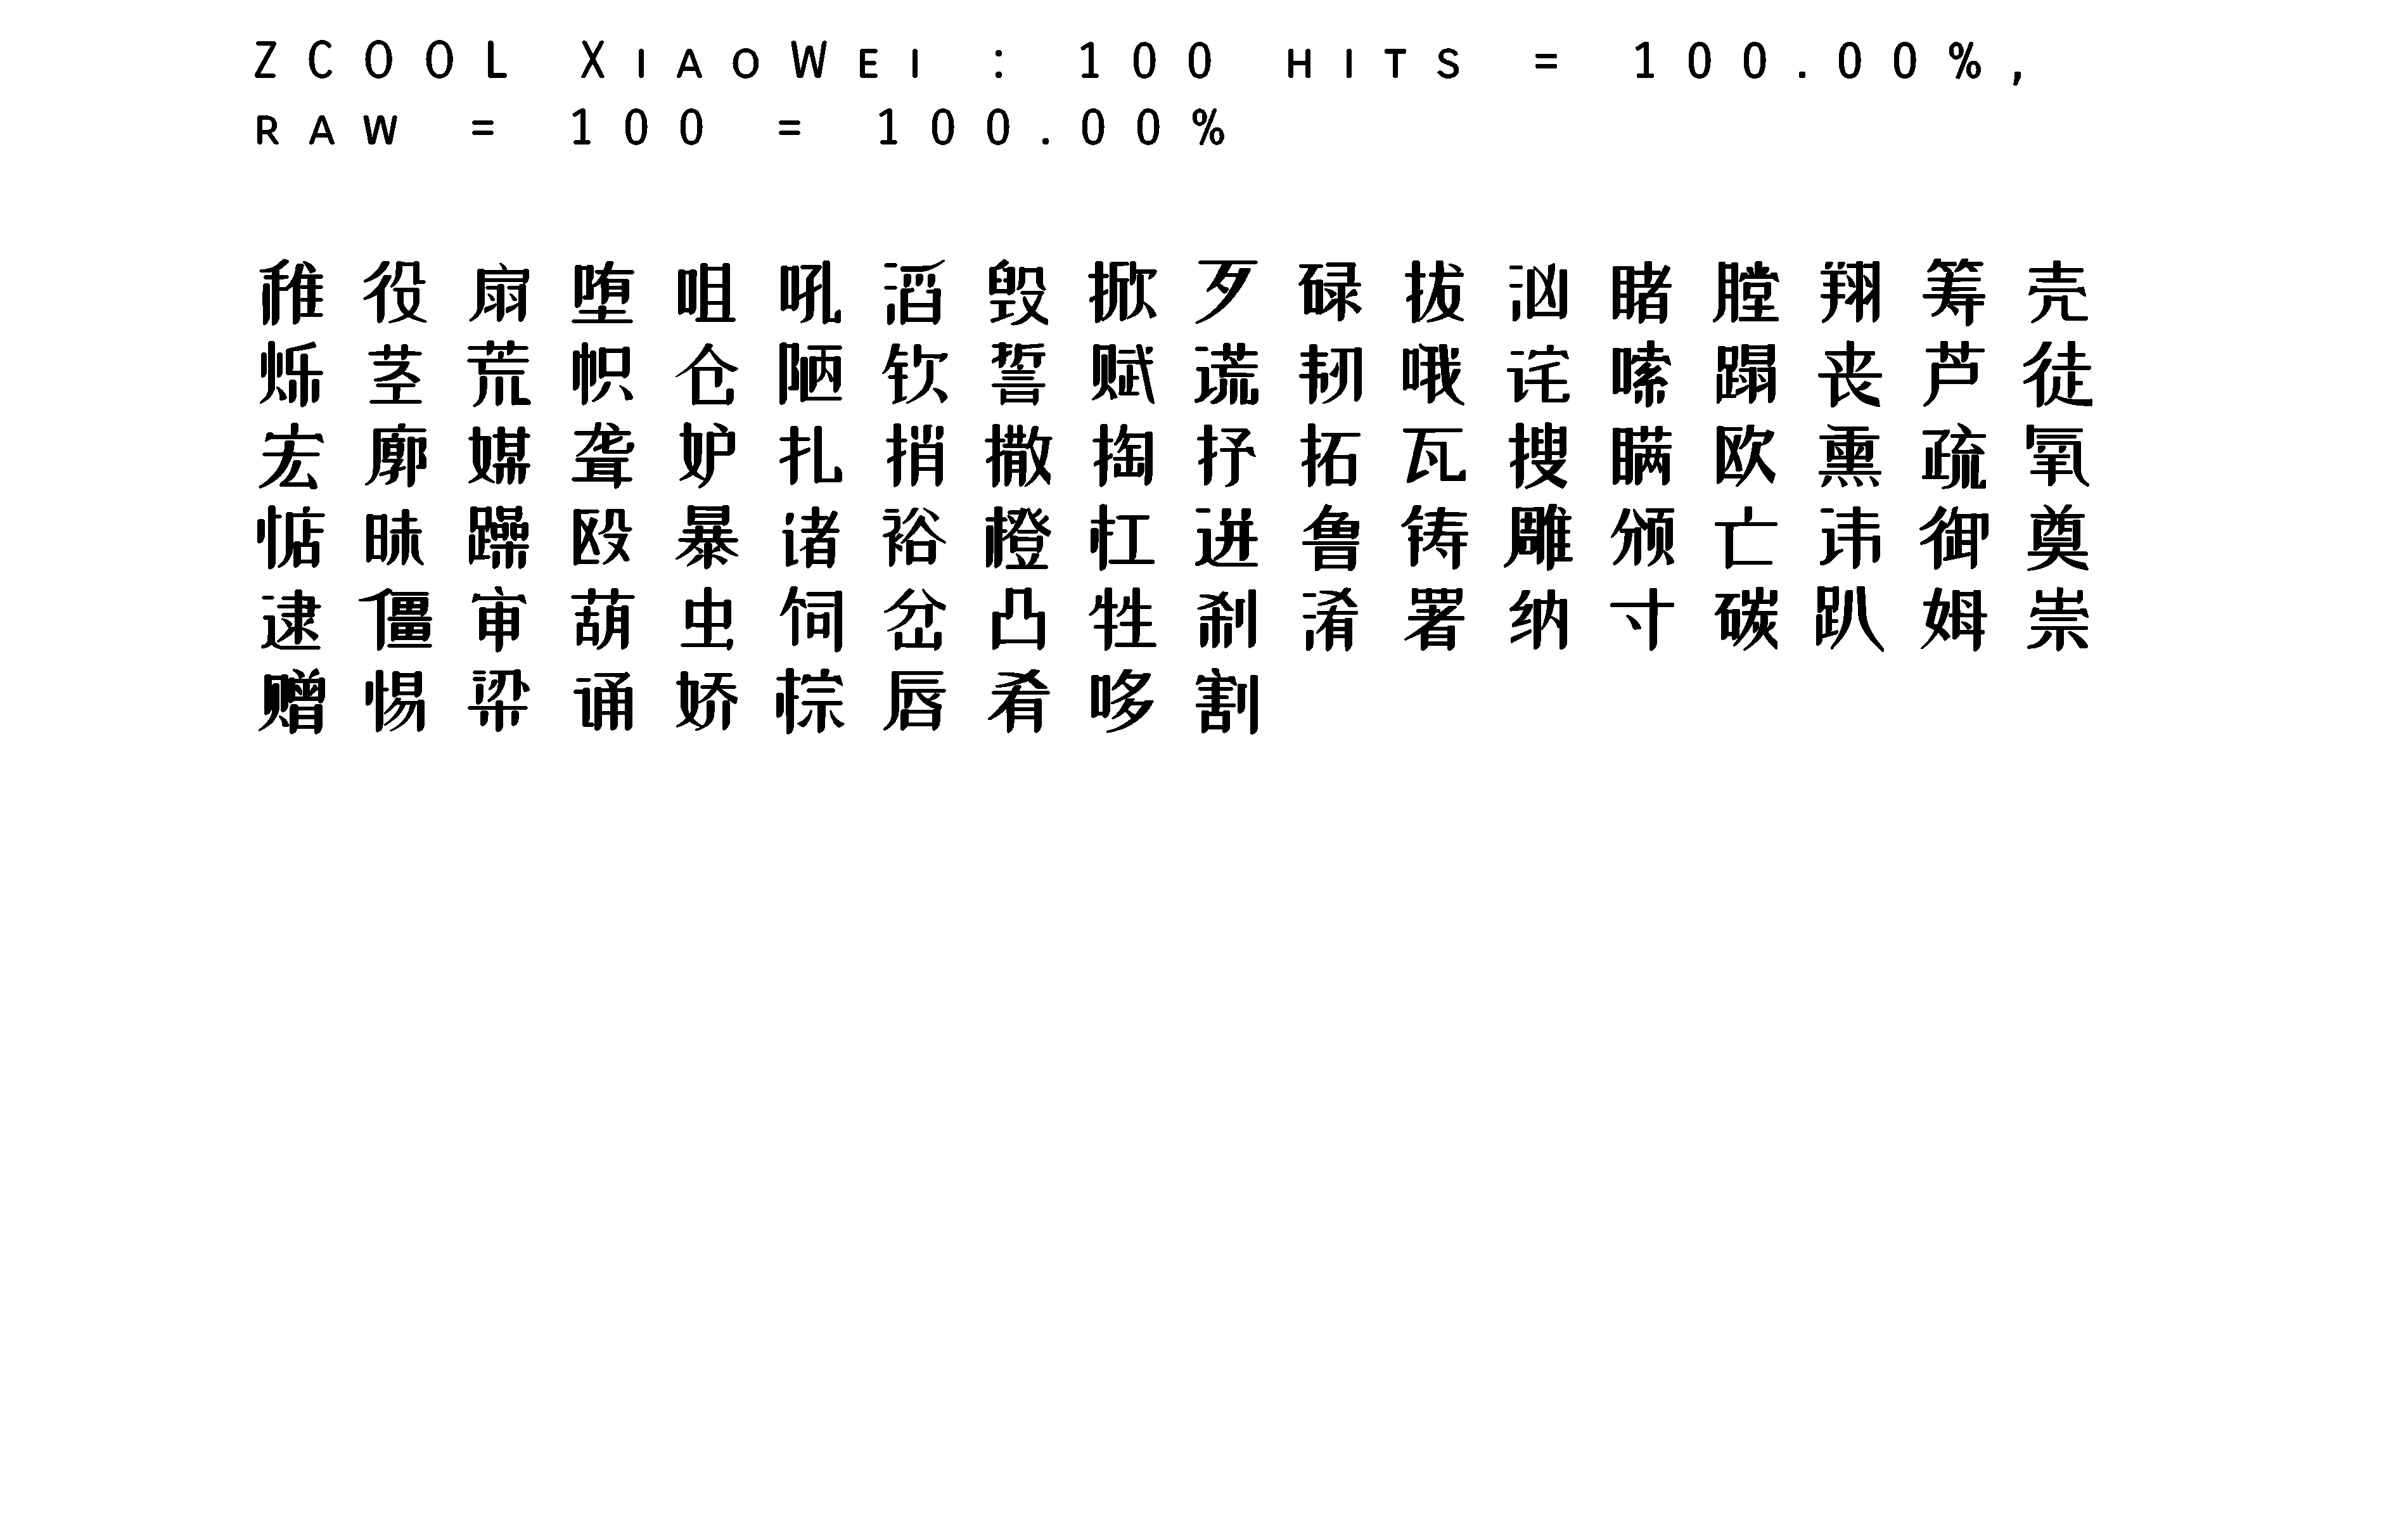 ZCOOL XiaoWei : 100 hits = 100.00%,
raw = 100 = 100.00%
稚役扇堕咀吼滔毁掀歹碌拔汹睹膛翔筹壳
烁茎荒帜仓陋钦誓赋谎韧哦诧嗦蹋丧芦徒
宏廓媒聋妒扎捎撒掏抒拓瓦搜瞒欧熏疏氧
惦昧躁殴暴诸裕橙杠进鲁铸雕颁亡讳御奠
逮僵审葫虫伺岔凸牲刹淆署纳寸碳趴姆崇
赠惕梁诵娇棕唇肴哆割